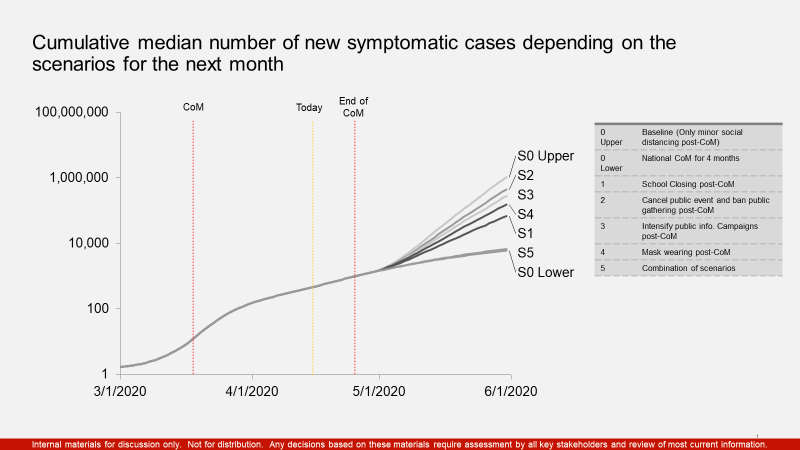 Cumulative median number of new symptomatic cases depending on the
scenarios for the next month
CoM
Today
End of
CoM
100,000,000
1,000,000
10,000
100
1
3/1/2020
4/1/2020
5/1/2020
6/1/2020
S0 Upper
S2
S3
S4
S1
S5
S0 Lower
0 Upper Baseline (Only minor social
distancing post-CoM)
0 Lower National CoM for 4 months
1 School Closing post-CoM
2 Cancel public event and ban public
gathering post-CoM
3 Intensify public info. Campaigns
post-CoM
4 Mask wearing post-CoM
5 Combination of scenarios
Internal materials for discussion only. Not for distribution. Any decisions based on these materials require assessment by all key stakeholders and review of most current information.